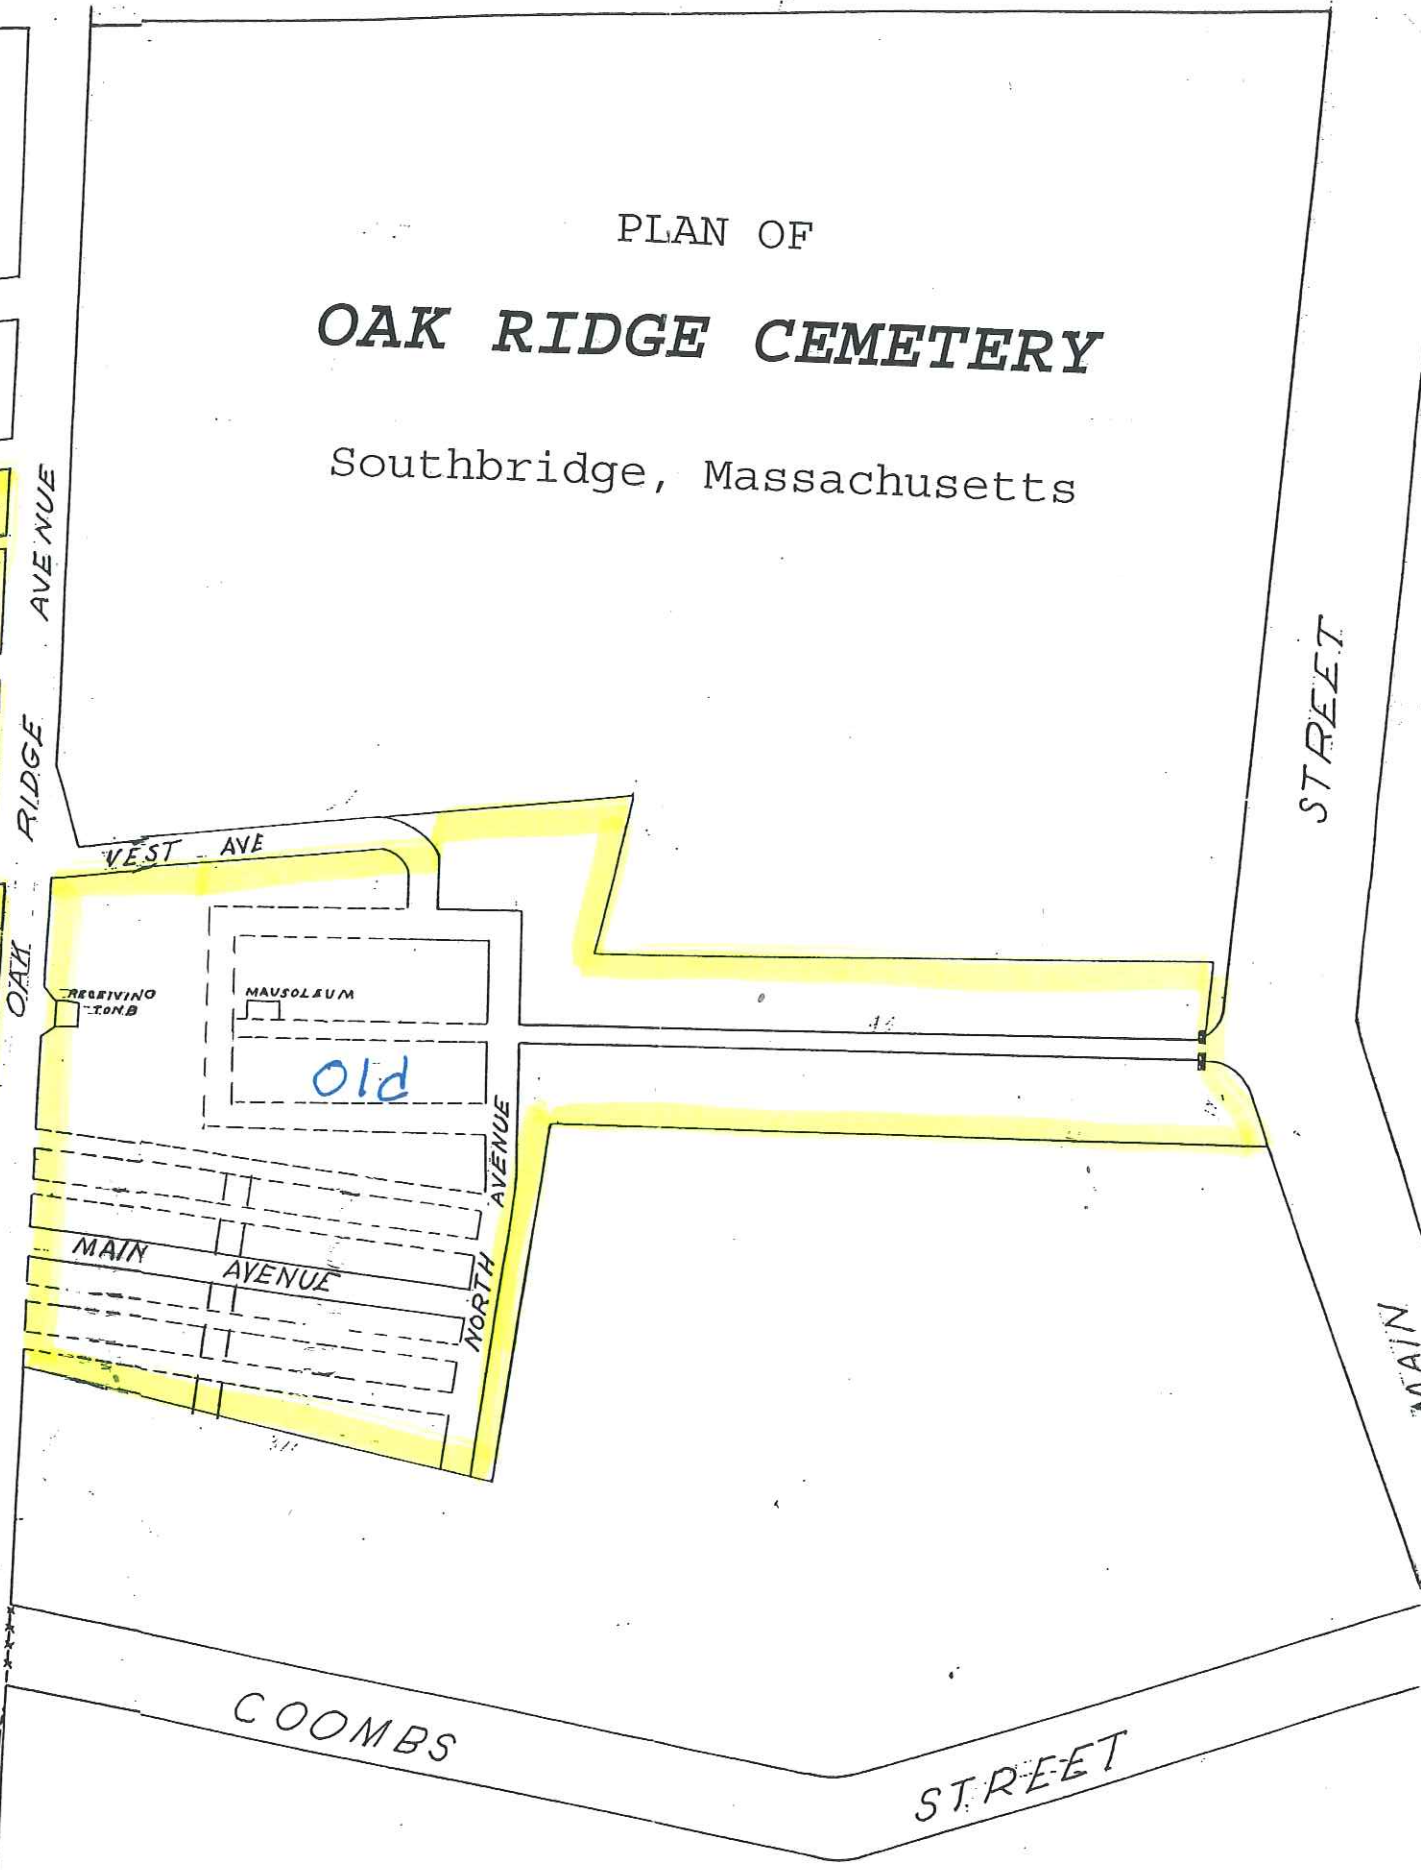 PLAN OF
OAK RIDGE CEMETERY
Southbridge, Massachusetts
OAK RIDGE AVENUE
STREET
VEST AVE
RECEIVING
TOMB
MAUSOLEUM
Old
NORTH AVENUE
MAIN AVENUE
MAIN
COOMBS STREET